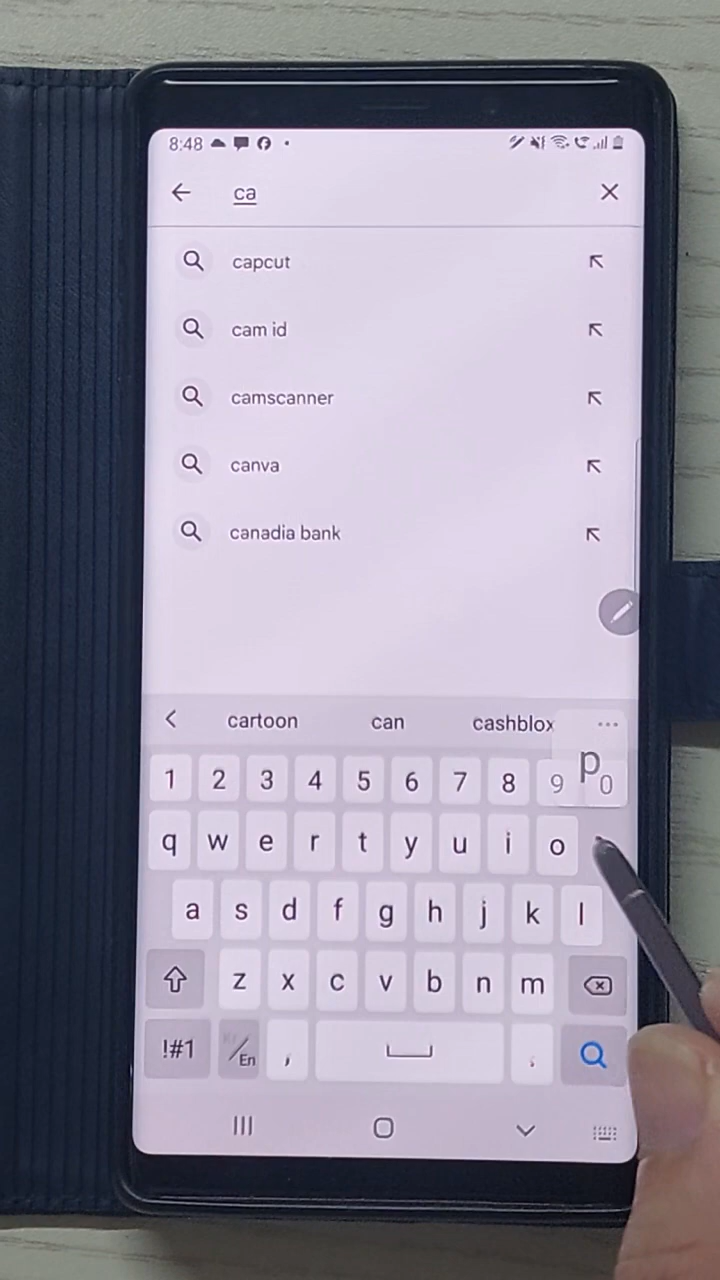 8:48
ca
capcut
cam id
camscanner
canva
canadia bank
cartoon can cashblox
1 2 3 4 5 6 7 8 9 0
p
q w e r t y u i o
a s d f g h j k l
z x c v b n m
!#1 /En , .